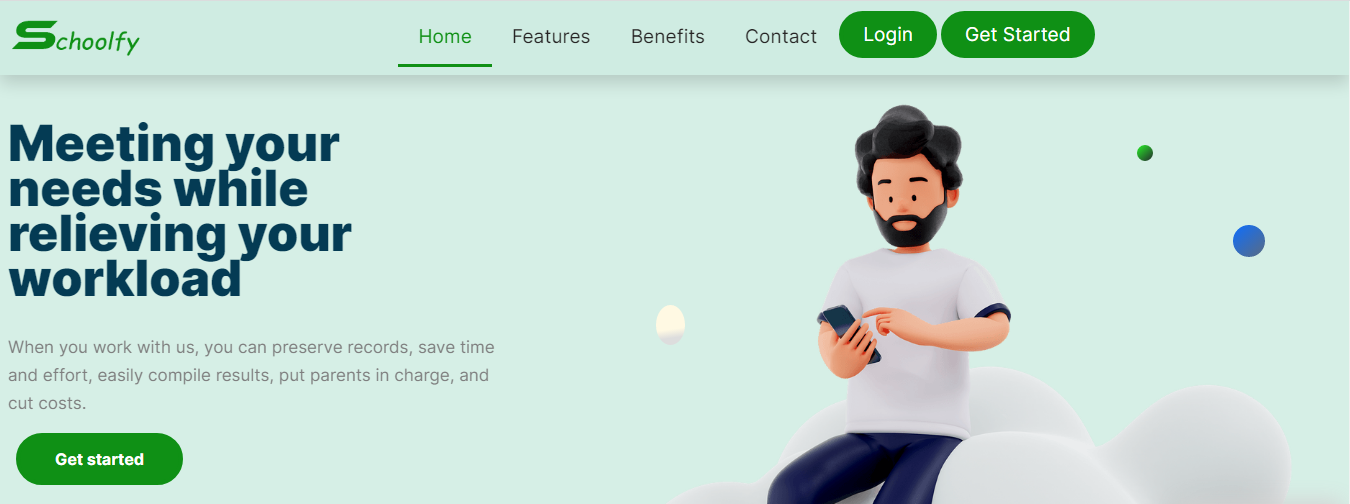 Schoolfy Home Features Benefits Contact Login Get Started
Meeting your
needs while
relieving your
workload
When you work with us, you can preserve records, save time
and effort, easily compile results, put parents in charge, and
cut costs.
Get started